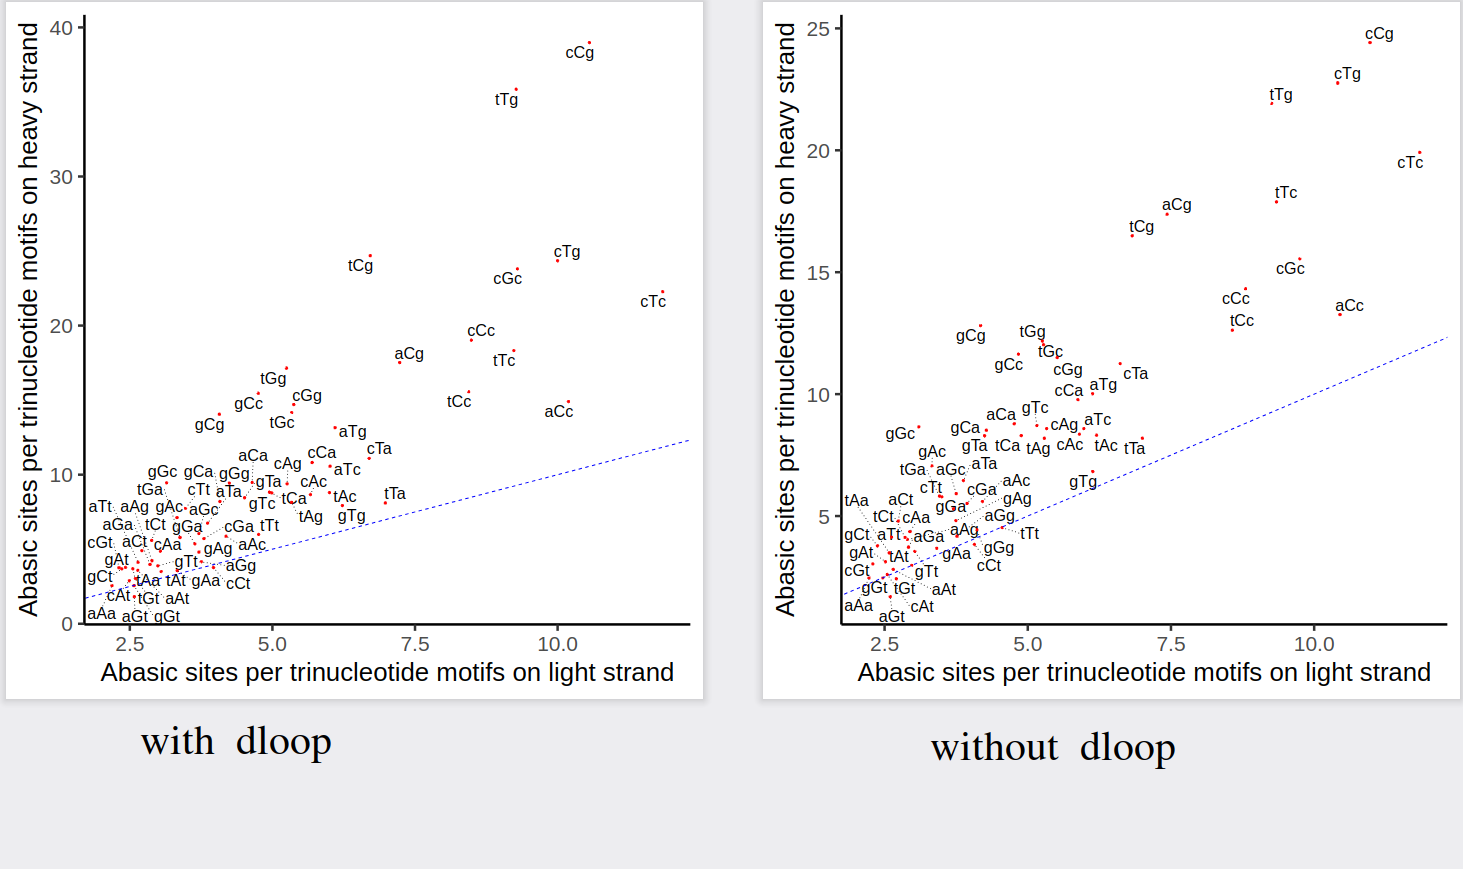 Abasic sites per trinucleotide motifs on heavy strand
40
30
20
10
0
cCg
tTg
tCg
cTg
cGc
cTc
cCc
aCg
tTc
tGg
gCc
cGg
tCc
aCc
gCg
tGc
aTg
aCa
cCa
cTa
gGc gCa gGg
cAg
aTc
tGa
cTt
aTa
gTa
cAc
aTt
aAg
gAc
aGc
gTc
tCa
tAc
tTa
aGa
tCt
gGa
cGa
tTt
tAg
gTg
cGt
aCt
cAa
gAg
aAc
gAt
gTt
aGg
gCt
tAa
tAt
gAa
cCt
cAt
tGt
aAt
aAa
aGt
gGt
2.5
5.0
7.5
10.0
Abasic sites per trinucleotide motifs on light strand
with dloop
Abasic sites per trinucleotide motifs on heavy strand
25
20
15
10
5
cCg
cTg
tTg
cTc
tTc
aCg
tCg
cGc
cCc
aCc
tCc
gCg
tGg
tGc
gCc
cGg
cTa
cCa
aTg
gTc
aCa
gCa
cAg
aTc
gGc
gTa
tCa
tAg
cAc
tAc
tTa
gAc
tGa
aGc
aTa
gTg
cTt
cGa
aAc
tAa
aCt
gGa
gAg
tCt
cAa
aGg
gCt
aTt
aGa
aAg
tTt
gAt
tAt
gAa
gGg
cGt
gTt
cCt
gGt
tGt
aAt
aAa
cAt
aGt
2.5
5.0
7.5
10.0
Abasic sites per trinucleotide motifs on light strand
without dloop